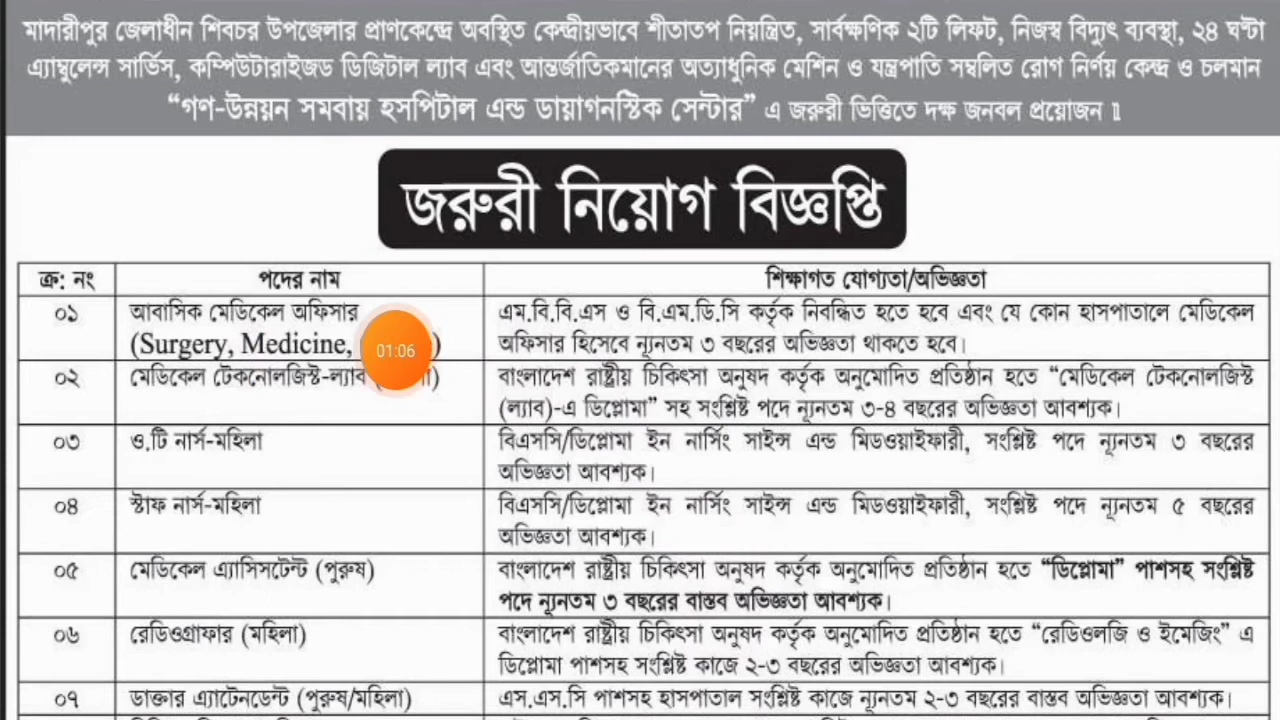 মাদারীপুর জেলাধীন শিবচর উপজেলার প্রাণকেন্দ্রে অবস্থিত কেন্দ্রীয়ভাবে শীতাতপ নিয়ন্ত্রিত, সার্বক্ষণিক ২টি লিফট, নিজস্ব বিদ্যুৎ ব্যবস্থা, ২৪ ঘন্টা
এ্যাম্বুলেন্স সার্ভিস, কম্পিউটারাইজড ডিজিটাল ল্যাব এবং আন্তর্জাতিকমানের অত্যাধুনিক মেশিন ও যন্ত্রপাতি সম্বলিত রোগ নির্ণয় কেন্দ্র ও চলমান
“গণ-উন্নয়ন সমবায় হসপিটাল এন্ড ডায়াগনস্টিক সেন্টার” এ জরুরী ভিত্তিতে দক্ষ জনবল প্রয়োজন ॥
জরুরী নিয়োগ বিজ্ঞপ্তি
ক্র: নং পদের নাম শিক্ষাগত যোগ্যতা/অভিজ্ঞতা
০১ আবাসিক মেডিকেল অফিসার এম.বি.বি.এস ও বি.এম.ডি.সি কর্তৃক নিবন্ধিত হতে হবে এবং যে কোন হাসপাতালে মেডিকেল
(Surgery, Medicine, ) অফিসার হিসেবে ন্যূনতম ৩ বছরের অভিজ্ঞতা থাকতে হবে।
01:06
০২ মেডিকেল টেকনোলজিস্ট-ল্যাব বাংলাদেশ রাষ্ট্রীয় চিকিৎসা অনুষদ কর্তৃক অনুমোদিত প্রতিষ্ঠান হতে “মেডিকেল টেকনোলজিস্ট
(ল্যাব)-এ ডিপ্লোমা” সহ সংশ্লিষ্ট পদে ন্যূনতম ৩-৪ বছরের অভিজ্ঞতা আবশ্যক।
০৩ ও.টি নার্স-মহিলা বিএসসি/ডিপ্লোমা ইন নার্সিং সাইন্স এন্ড মিডওয়াইফারী, সংশ্লিষ্ট পদে ন্যূনতম ৩ বছরের
অভিজ্ঞতা আবশ্যক।
০৪ স্টাফ নার্স-মহিলা বিএসসি/ডিপ্লোমা ইন নার্সিং সাইন্স এন্ড মিডওয়াইফারী, সংশ্লিষ্ট পদে ন্যূনতম ৫ বছরের
অভিজ্ঞতা আবশ্যক।
০৫ মেডিকেল এ্যাসিসটেন্ট (পুরুষ) বাংলাদেশ রাষ্ট্রীয় চিকিৎসা অনুষদ কর্তৃক অনুমোদিত প্রতিষ্ঠান হতে “ডিপ্লোমা” পাশসহ সংশ্লিষ্ট
পদে ন্যূনতম ৩ বছরের বাস্তব অভিজ্ঞতা আবশ্যক।
০৬ রেডিওগ্রাফার (মহিলা) বাংলাদেশ রাষ্ট্রীয় চিকিৎসা অনুষদ কর্তৃক অনুমোদিত প্রতিষ্ঠান হতে “রেডিওলজি ও ইমেজিং” এ
ডিপ্লোমা পাশসহ সংশ্লিষ্ট কাজে ২-৩ বছরের অভিজ্ঞতা আবশ্যক।
০৭ ডাক্তার এ্যাটেনডেন্ট (পুরুষ/মহিলা) এস.এস.সি পাশসহ হাসপাতাল সংশ্লিষ্ট কাজে ন্যূনতম ২-৩ বছরের বাস্তব অভিজ্ঞতা আবশ্যক।